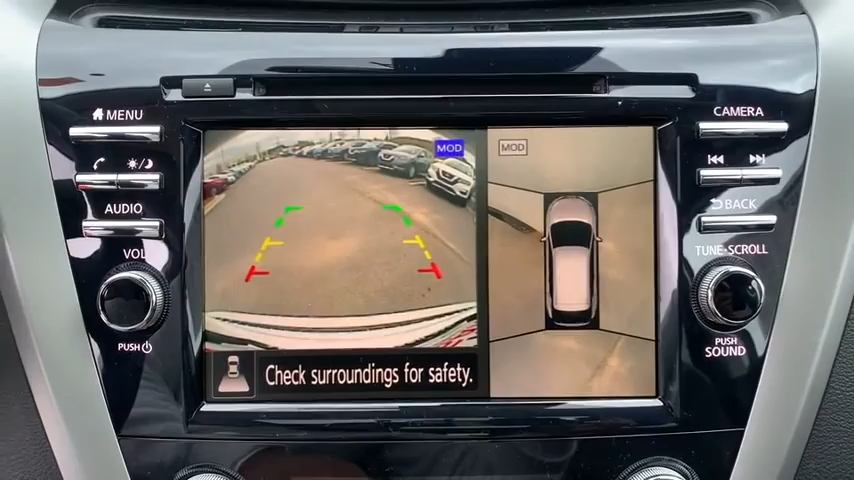 MENU
AUDIO
VOL
PUSH
MOD
MOD
Check surroundings for safety.
CAMERA
BACK
TUNE·SCROLL
PUSH
SOUND